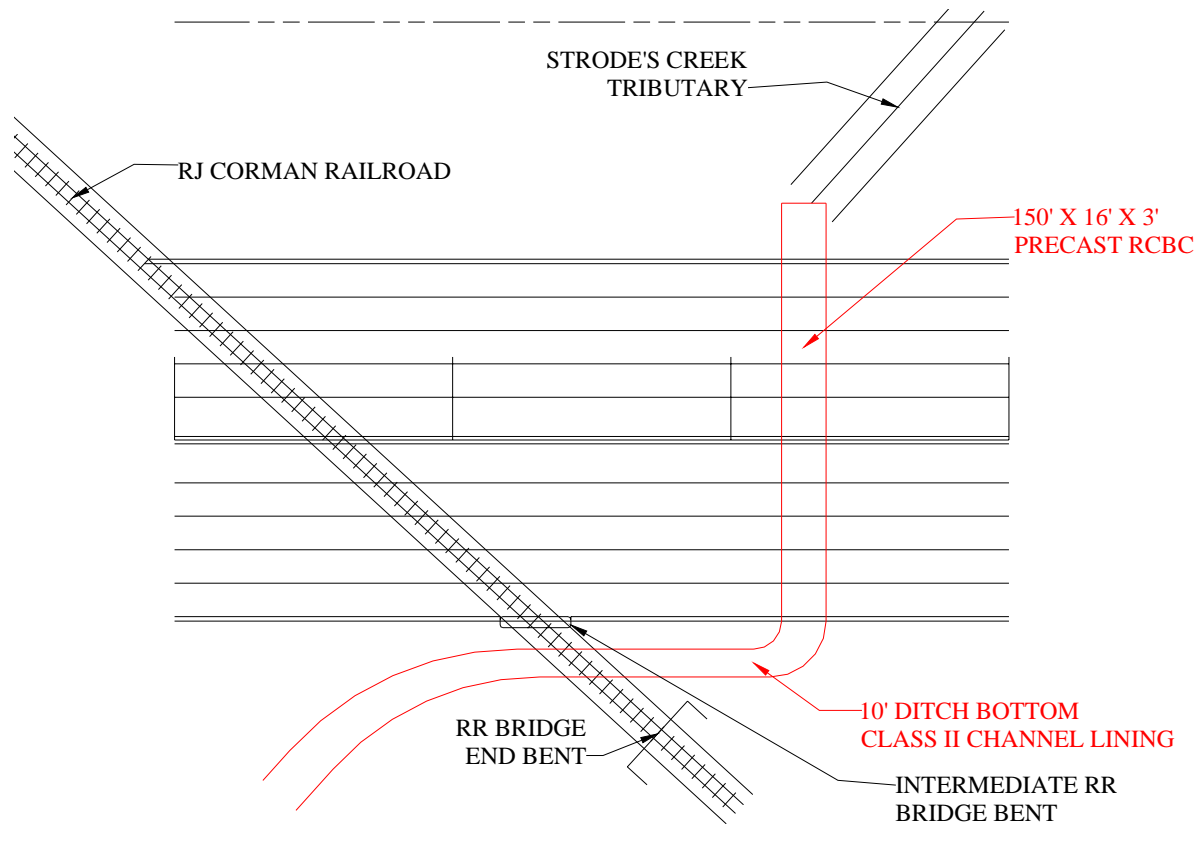 STRODE'S CREEK
TRIBUTARY
RJ CORMAN RAILROAD
150' X 16' X 3'
PRECAST RCBC
RR BRIDGE
END BENT
10' DITCH BOTTOM
CLASS II CHANNEL LINING
INTERMEDIATE RR
BRIDGE BENT